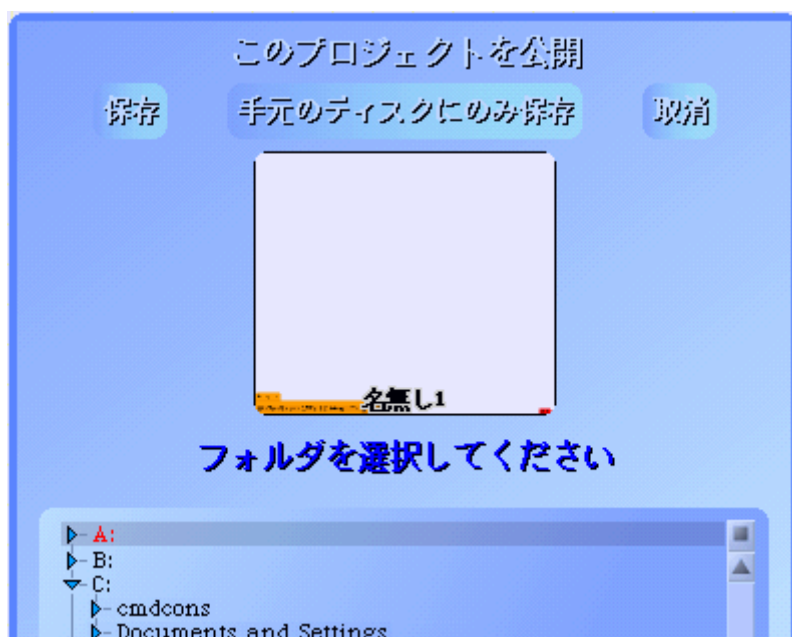 このプロジェクトを公開
保存 手元のディスクにのみ保存 取消
名無し1
フォルダを選択してください
A:
B:
C:
cmdcons
Documents and Settings